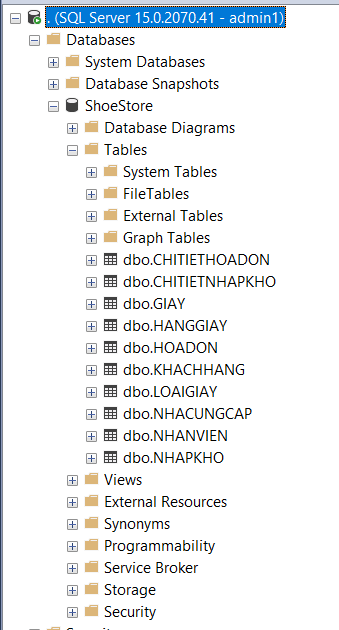 . (SQL Server 15.0.2070.41 - admin1)
Databases
System Databases
Database Snapshots
ShoeStore
Database Diagrams
Tables
System Tables
FileTables
External Tables
Graph Tables
dbo.CHITIETHOADON
dbo.CHITIETNHAPKHO
dbo.GIAY
dbo.HANGGIAY
dbo.HOADON
dbo.KHACHHANG
dbo.LOAIGIAY
dbo.NHACUNGCAP
dbo.NHANVIEN
dbo.NHAPKHO
Views
External Resources
Synonyms
Programmability
Service Broker
Storage
Security